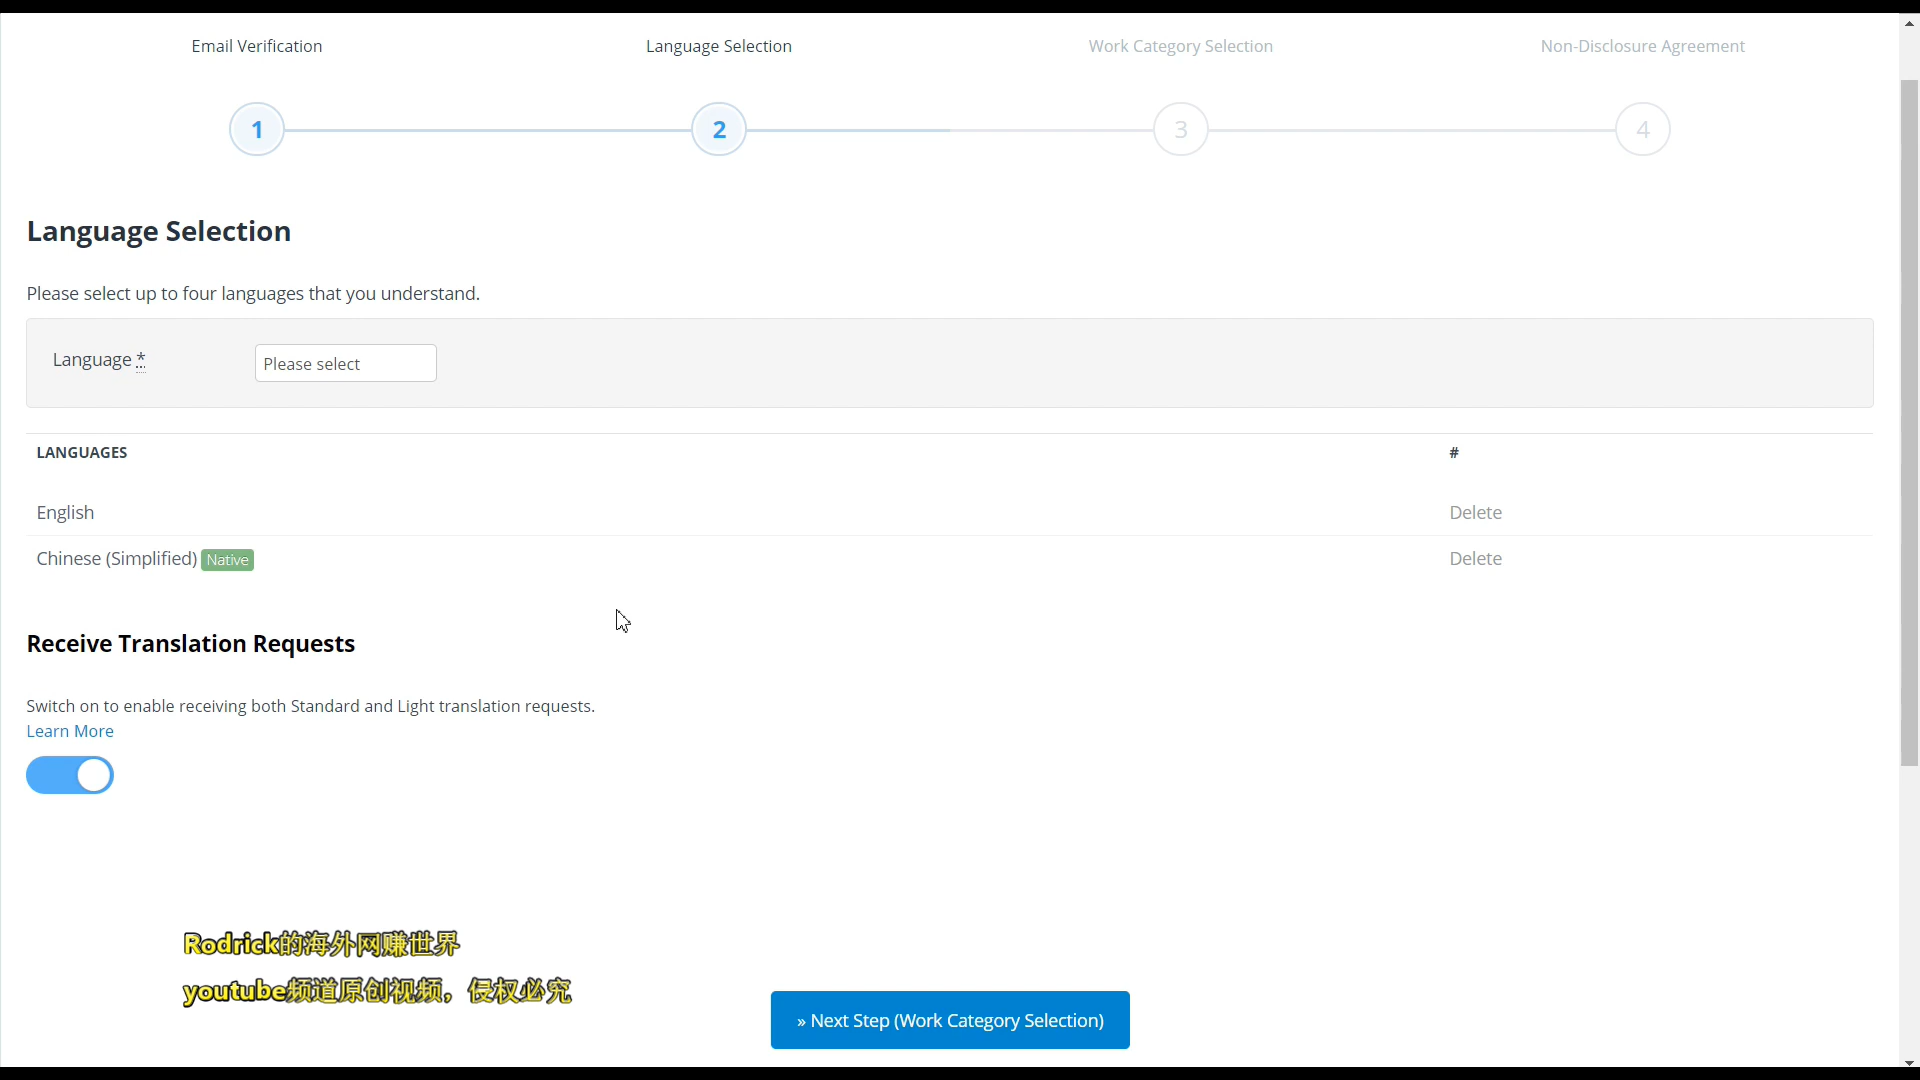 Email Verification
Language Selection
Work Category Selection
Non-Disclosure Agreement
1
2
3
4
Language Selection
Please select up to four languages that you understand.
Language *
Please select
LANGUAGES
#
English
Delete
Chinese (Simplified) Native
Delete
Receive Translation Requests
Switch on to enable receiving both Standard and Light translation requests.
Learn More
Rodrick的海外网赚世界
youtube频道原创视频，侵权必究
» Next Step (Work Category Selection)